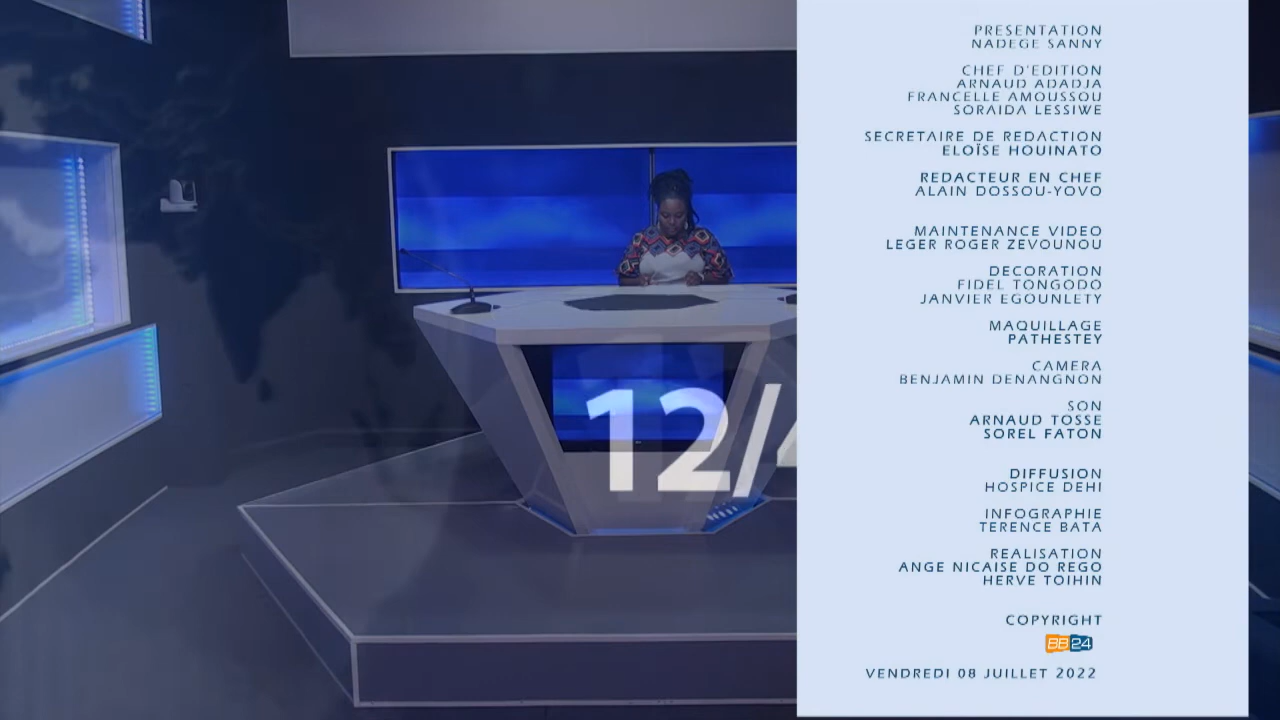 PRESENTATION
NADEGE SANNY
CHEF D'EDITION
ARNAUD ADADJA
FRANCELLE AMOUSSOU
SORAIDA LESSIWE
SECRETAIRE DE REDACTION
ELOÏSE HOUINATO
REDACTEUR EN CHEF
ALAIN DOSSOU-YOVO
MAINTENANCE VIDEO
LEGER ROGER ZEVOUNOU
DECORATION
FIDEL TONGODO
JANVIER EGOUNLETY
MAQUILLAGE
PATHESTEY
CAMERA
BENJAMIN DENANGNON
SON
ARNAUD TOSSE
SOREL FATON
DIFFUSION
HOSPICE DEHI
INFOGRAPHIE
TERENCE BATA
REALISATION
ANGE NICAISE DO REGO
HERVE TOIHIN
COPYRIGHT
BB24
VENDREDI 08 JUILLET 2022
12/